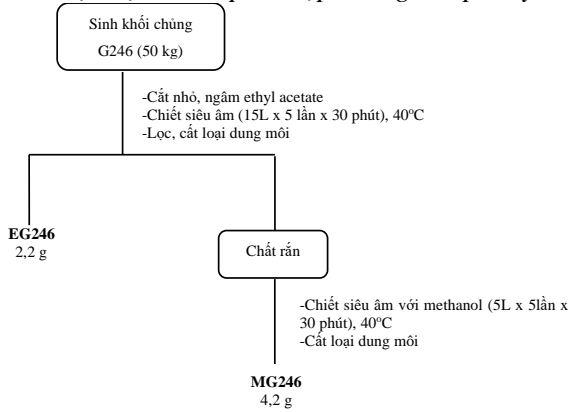 Sinh khối chủng
G246 (50 kg)
-Cắt nhỏ, ngâm ethyl acetate
-Chiết siêu âm (15L x 5 lần x 30 phút), 40ºC
-Lọc, cất loại dung môi
EG246
2,2 g
Chất rắn
-Chiết siêu âm với methanol (5L x 5lần x
30 phút), 40ºC
-Cất loại dung môi
MG246
4,2 g